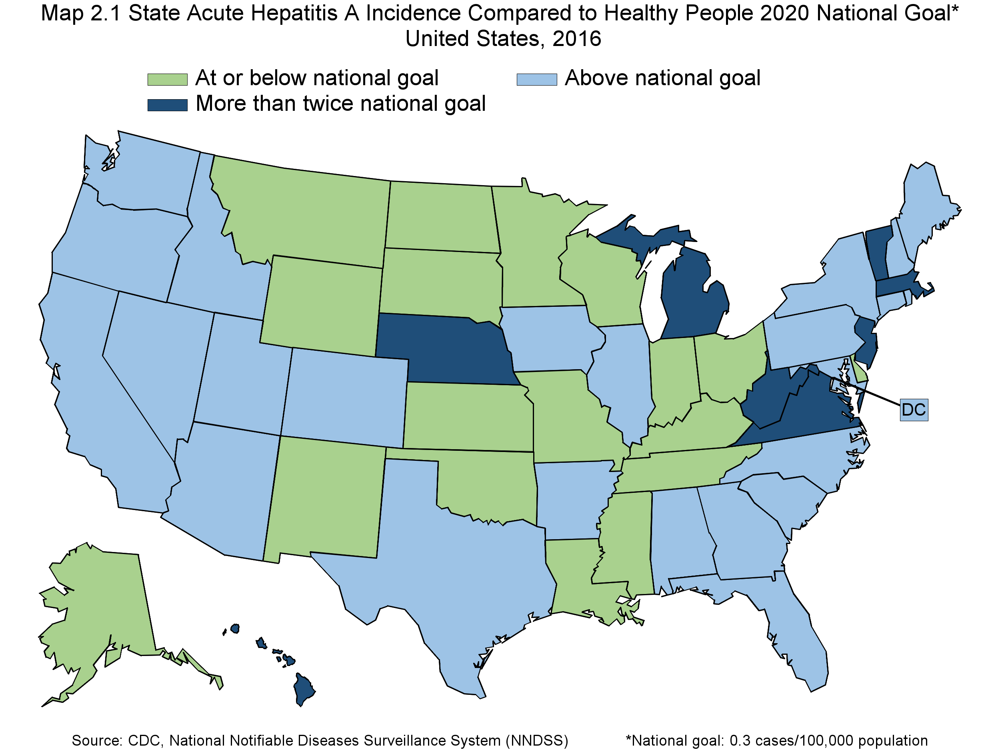 Map 2.1 State Acute Hepatitis A Incidence Compared to Healthy People 2020 National Goal*
United States, 2016
At or below national goal
Above national goal
More than twice national goal
DC
Source: CDC, National Notifiable Diseases Surveillance System (NNDSS)
*National goal: 0.3 cases/100,000 population